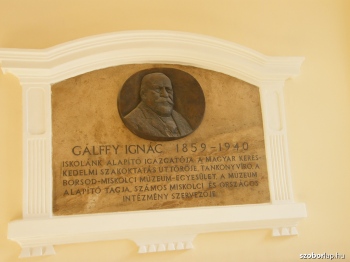 GÁLFFY IGNÁC 1859-1940
ISKOLÁNK ALAPÍTÓ IGAZGATÓJA, A MAGYAR KERES-
KEDELMI SZAKOKTATÁS ÚTTÖRŐJE, TANKÖNYVÍRÓ, A
BORSOD-MISKOLCI MÚZEUM-EGYESÜLET, A MÚZEUM
ALAPÍTÓ TAGJA, SZÁMOS MISKOLCI ÉS ORSZÁGOS
INTÉZMÉNY SZERVEZŐJE.
szoborlap.hu